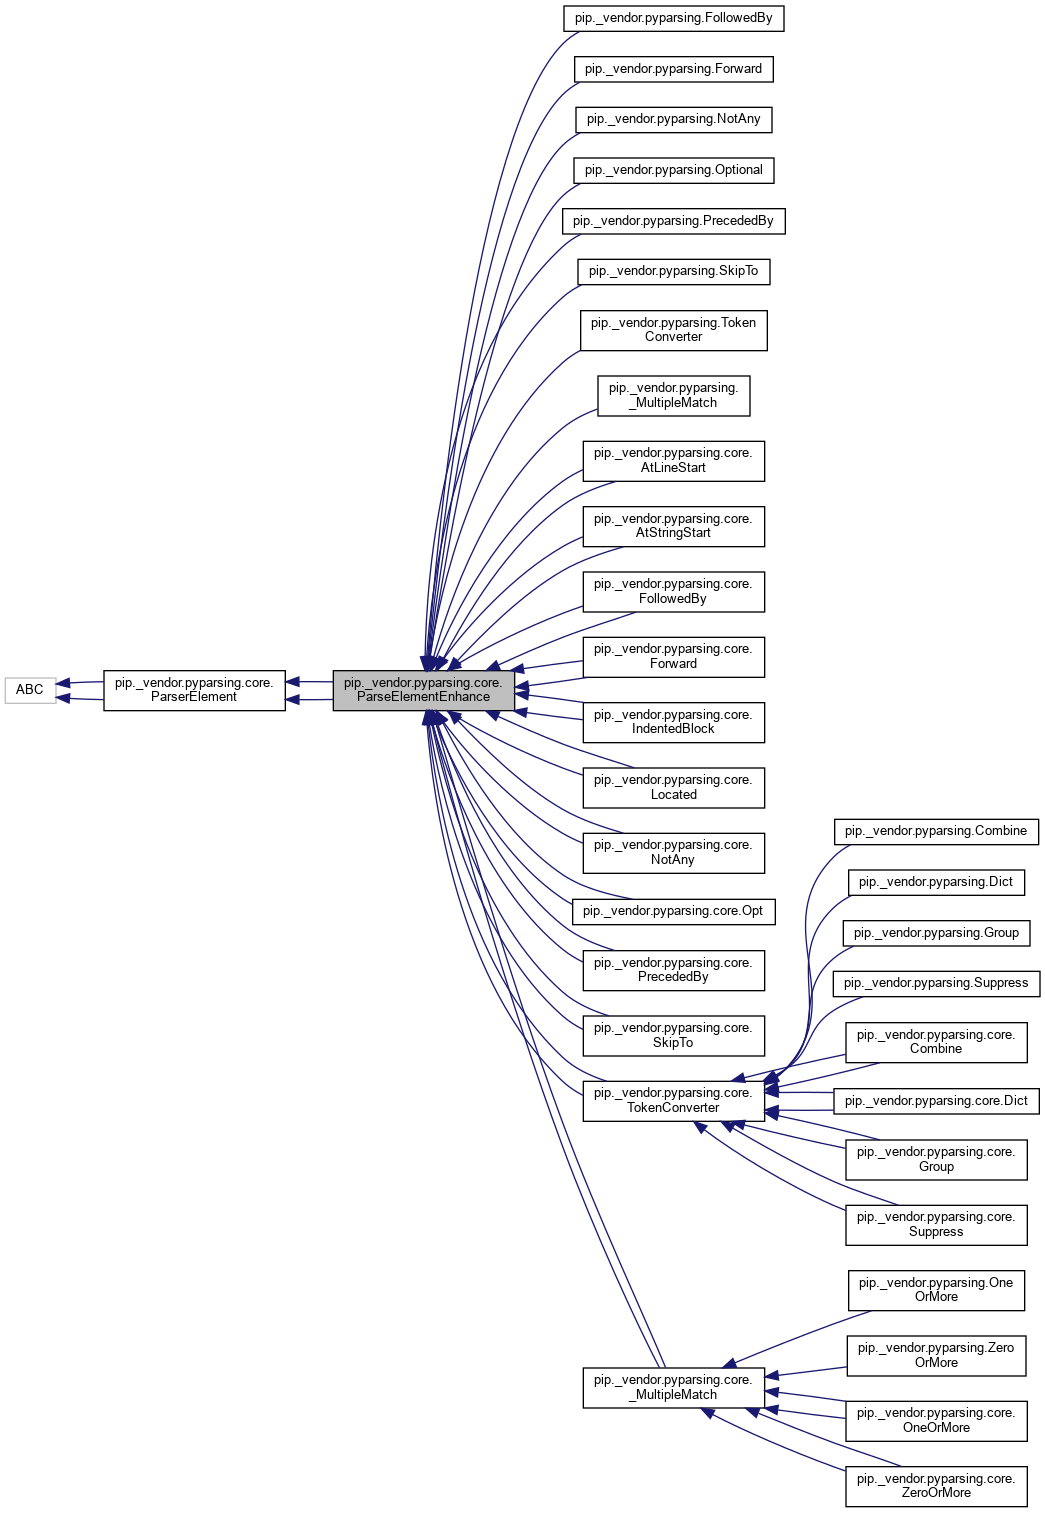 ABC
pip._vendor.pyparsing.core.
ParserElement
pip._vendor.pyparsing.core.
ParseElementEnhance
pip._vendor.pyparsing.FollowedBy
pip._vendor.pyparsing.Forward
pip._vendor.pyparsing.NotAny
pip._vendor.pyparsing.Optional
pip._vendor.pyparsing.PrecededBy
pip._vendor.pyparsing.SkipTo
pip._vendor.pyparsing.Token
Converter
pip._vendor.pyparsing.
_MultipleMatch
pip._vendor.pyparsing.core.
AtLineStart
pip._vendor.pyparsing.core.
AtStringStart
pip._vendor.pyparsing.core.
FollowedBy
pip._vendor.pyparsing.core.
Forward
pip._vendor.pyparsing.core.
IndentedBlock
pip._vendor.pyparsing.core.
Located
pip._vendor.pyparsing.core.
NotAny
pip._vendor.pyparsing.core.Opt
pip._vendor.pyparsing.core.
PrecededBy
pip._vendor.pyparsing.core.
SkipTo
pip._vendor.pyparsing.core.
TokenConverter
pip._vendor.pyparsing.core.
_MultipleMatch
pip._vendor.pyparsing.Combine
pip._vendor.pyparsing.Dict
pip._vendor.pyparsing.Group
pip._vendor.pyparsing.Suppress
pip._vendor.pyparsing.core.
Combine
pip._vendor.pyparsing.core.Dict
pip._vendor.pyparsing.core.
Group
pip._vendor.pyparsing.core.
Suppress
pip._vendor.pyparsing.One
OrMore
pip._vendor.pyparsing.Zero
OrMore
pip._vendor.pyparsing.core.
OneOrMore
pip._vendor.pyparsing.core.
ZeroOrMore